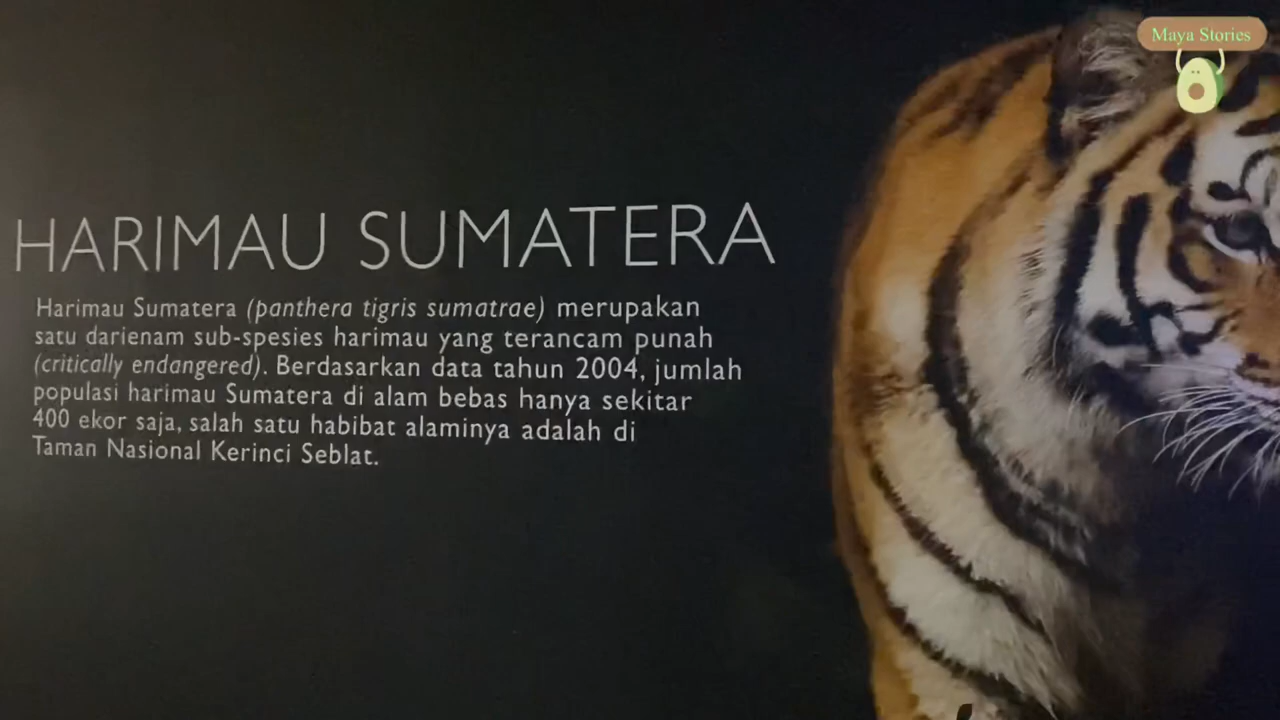 Maya Stories
HARIMAU SUMATERA
Harimau Sumatera (panthera tigris sumatrae) merupakan
satu darienam sub-spesies harimau yang terancam punah
(critically endangered). Berdasarkan data tahun 2004, jumlah
populasi harimau Sumatera di alam bebas hanya sekitar
400 ekor saja, salah satu habibat alaminya adalah di
Taman Nasional Kerinci Seblat.